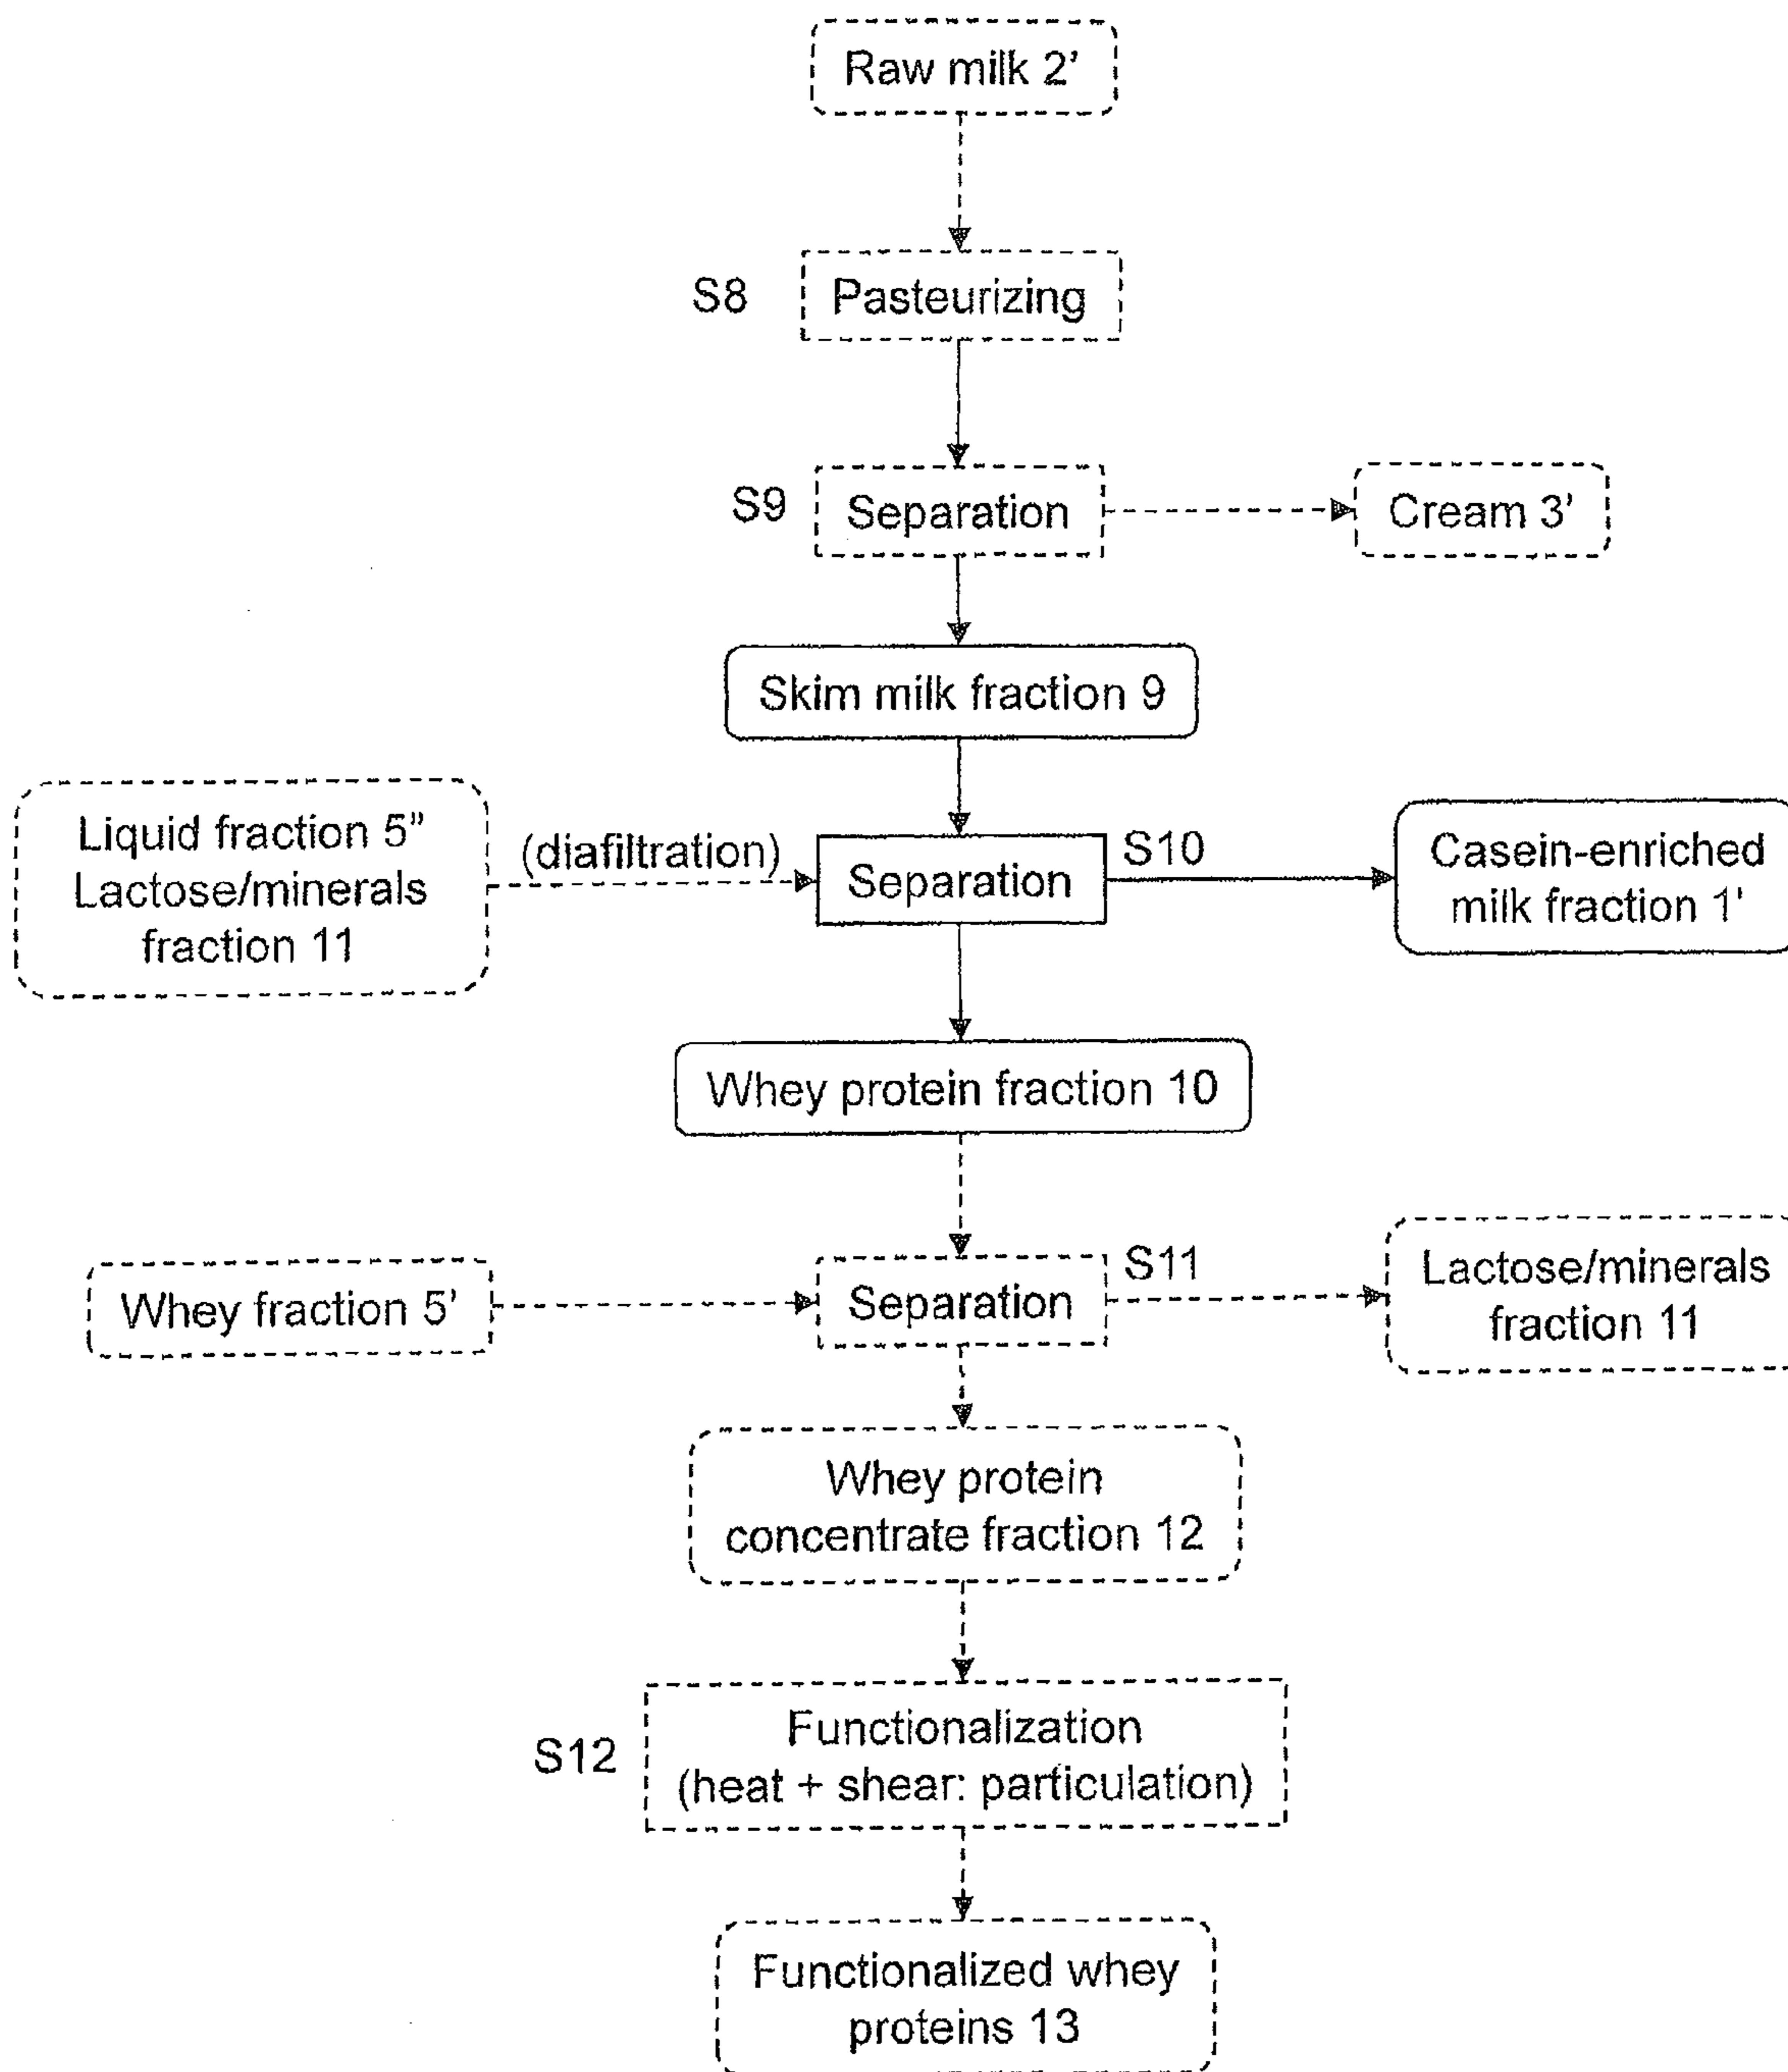 Raw milk 2'
S8
Pasteurizing
S9
Separation
Cream 3'
Skim milk fraction 9
Liquid fraction 5"
Lactose/minerals
fraction 11
(diafiltration)
Separation
S10
Casein-enriched
milk fraction 1'
Whey protein fraction 10
Whey fraction 5'
Separation
S11
Lactose/minerals
fraction 11
Whey protein
concentrate fraction 12
S12
Functionalization
(heat + shear: particulation)
Functionalized whey
proteins 13